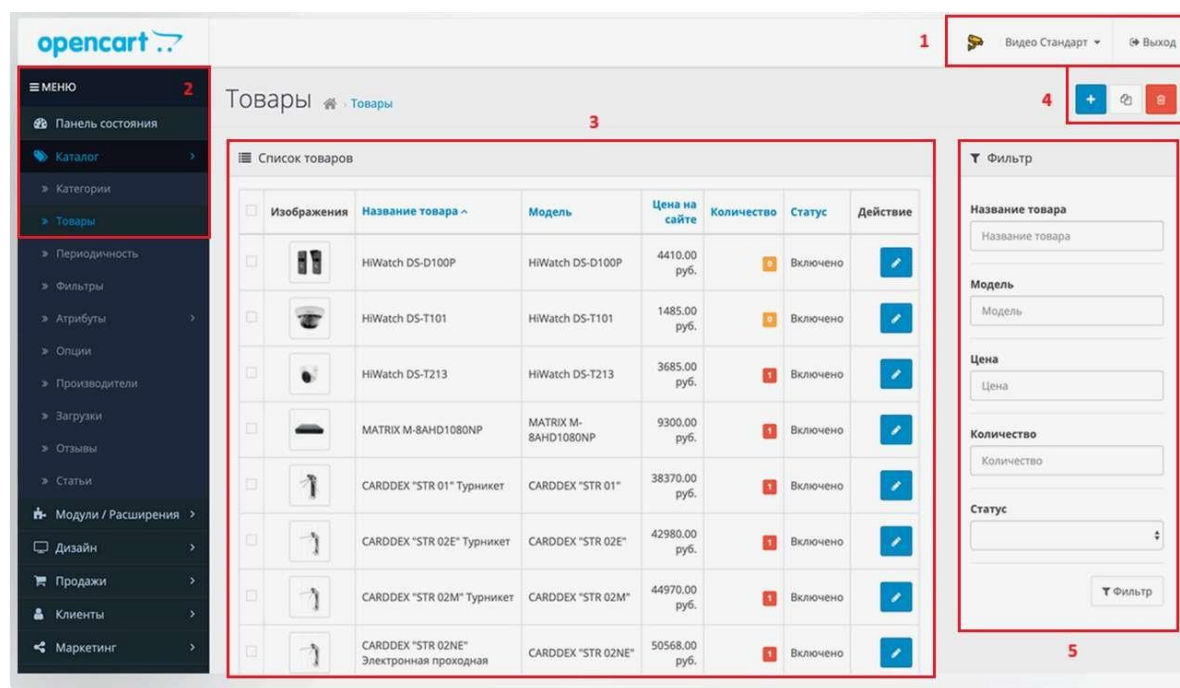 opencart
1
Видео Стандарт
Выход
МЕНЮ
2
Панель состояния
Каталог
Категории
Товары
Периодичность
Фильтры
Атрибуты
Опции
Производители
Загрузки
Отзывы
Статьи
Модули / Расширения
Дизайн
Продажи
Клиенты
Маркетинг
Товары
Товары
4
3
Список товаров
Изображения Название товара Модель Цена на сайте Количество Статус Действие
HiWatch DS-D100P HiWatch DS-D100P 4410.00 руб. 0 Включено
HiWatch DS-T101 HiWatch DS-T101 1485.00 руб. 0 Включено
HiWatch DS-T213 HiWatch DS-T213 3685.00 руб. 1 Включено
MATRIX M-8AHD1080NP MATRIX M-8AHD1080NP 9300.00 руб. 1 Включено
CARDDEX "STR 01" Турникет CARDDEX "STR 01" 38370.00 руб. 1 Включено
CARDDEX "STR 02E" Турникет CARDDEX "STR 02E" 42980.00 руб. 1 Включено
CARDDEX "STR 02M" Турникет CARDDEX "STR 02M" 44970.00 руб. 1 Включено
CARDDEX "STR 02NE" Электронная проходная CARDDEX "STR 02NE" 50568.00 руб. 1 Включено
Фильтр
Название товара
Название товара
Модель
Модель
Цена
Цена
Количество
Количество
Статус
Фильтр
5